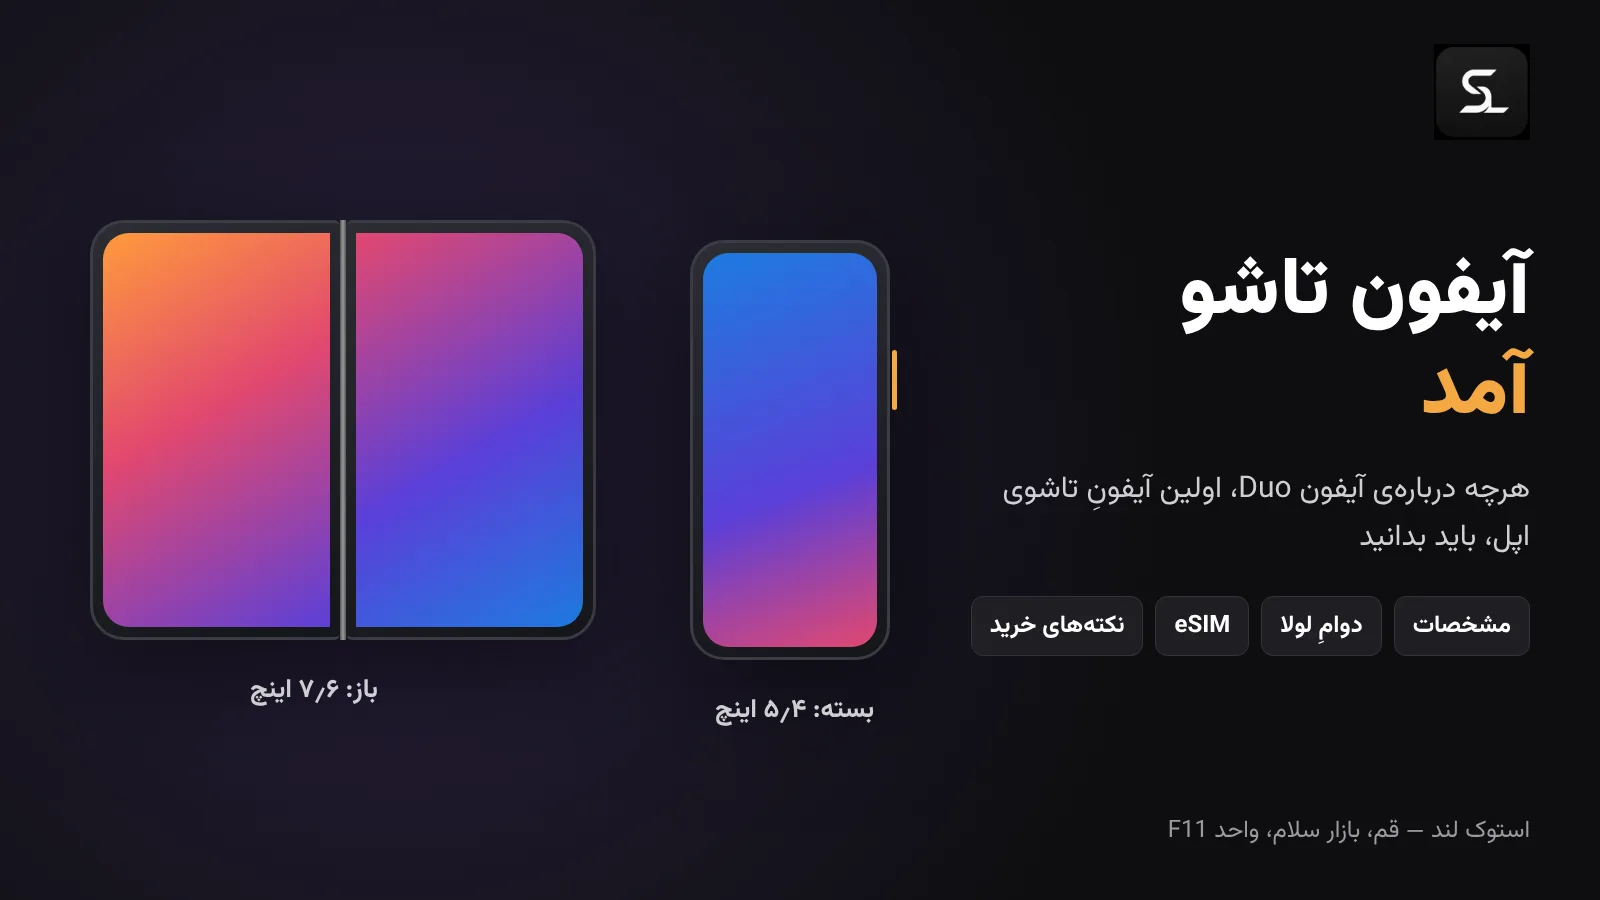 SL
آیفون تاشو
آمد
هرچه درباره‌ی آیفون Duo، اولین آیفونِ تاشوی
اپل، باید بدانید
مشخصات
دوامِ لولا
eSIM
نکته‌های خرید
باز: ۷٫۶ اینچ
بسته: ۵٫۴ اینچ
استوک لند — قم، بازار سلام، واحد F11